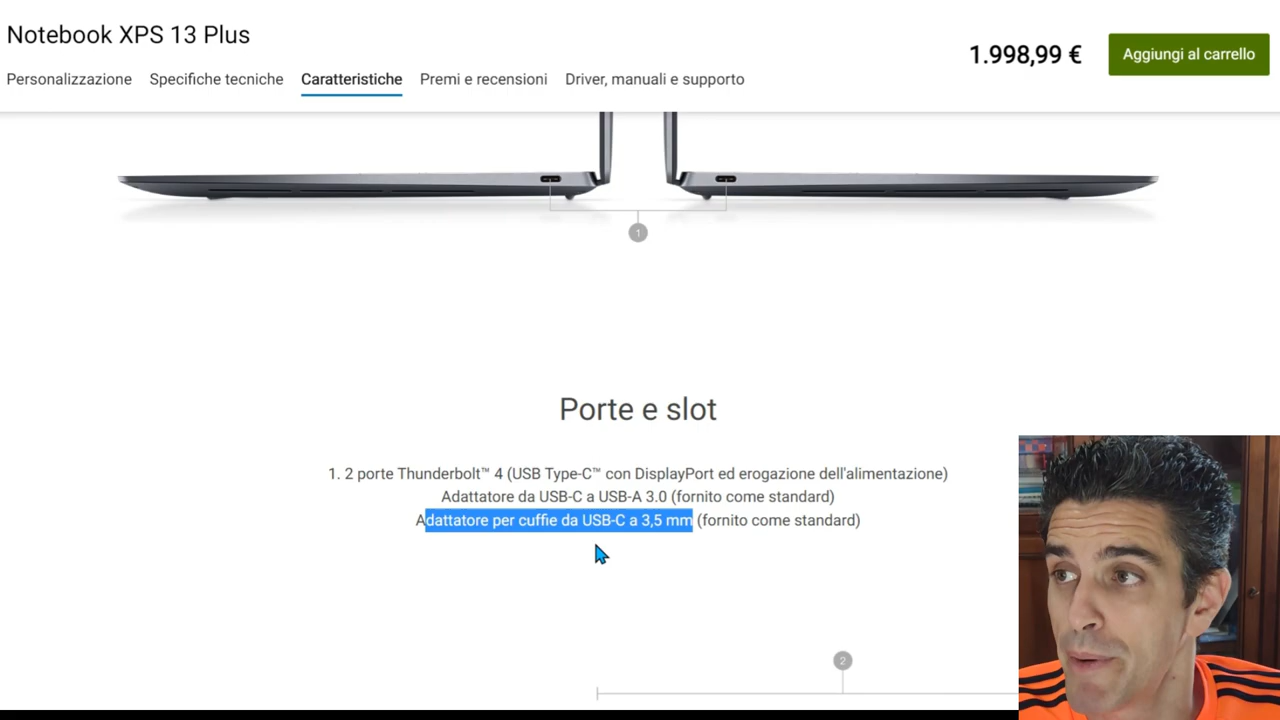 Notebook XPS 13 Plus
1.998,99 €
Aggiungi al carrello
Personalizzazione Specifiche tecniche Caratteristiche Premi e recensioni Driver, manuali e supporto
1
Porte e slot
1. 2 porte Thunderbolt™ 4 (USB Type-C™ con DisplayPort ed erogazione dell'alimentazione)
Adattatore da USB-C a USB-A 3.0 (fornito come standard)
Adattatore per cuffie da USB-C a 3,5 mm (fornito come standard)
2